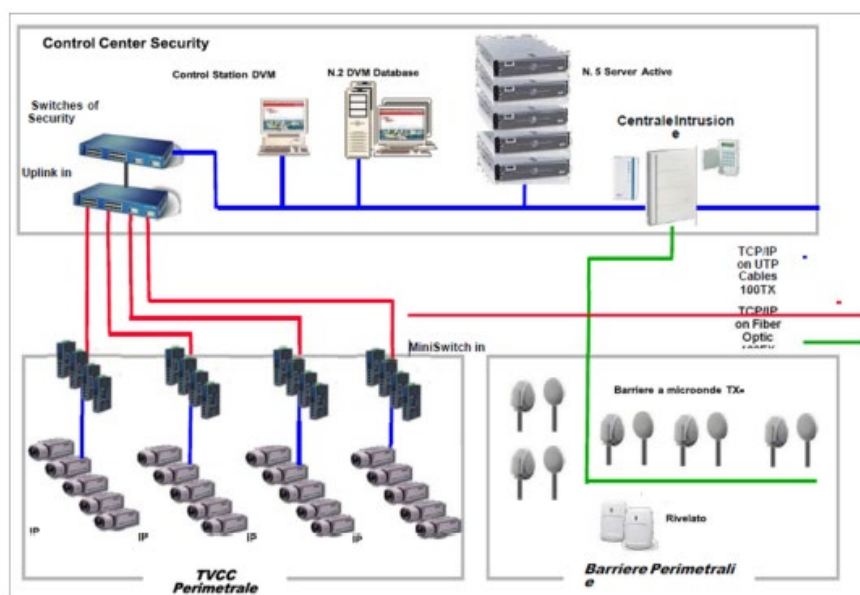 Control Center Security
Control Station DVM
N.2 DVM Database
N. 5 Server Active
Switches of
Security
Centrale Intrusion
e
Uplink in
TCP/IP
on UTP
Cables
100TX
TCP/IP
on Fiber
Optic
MiniSwitch in
Barriere a microonde TX
Rivelato
IP
IP
IP
IP
TVCC
Perimetrale
Barriere Perimetrali
e